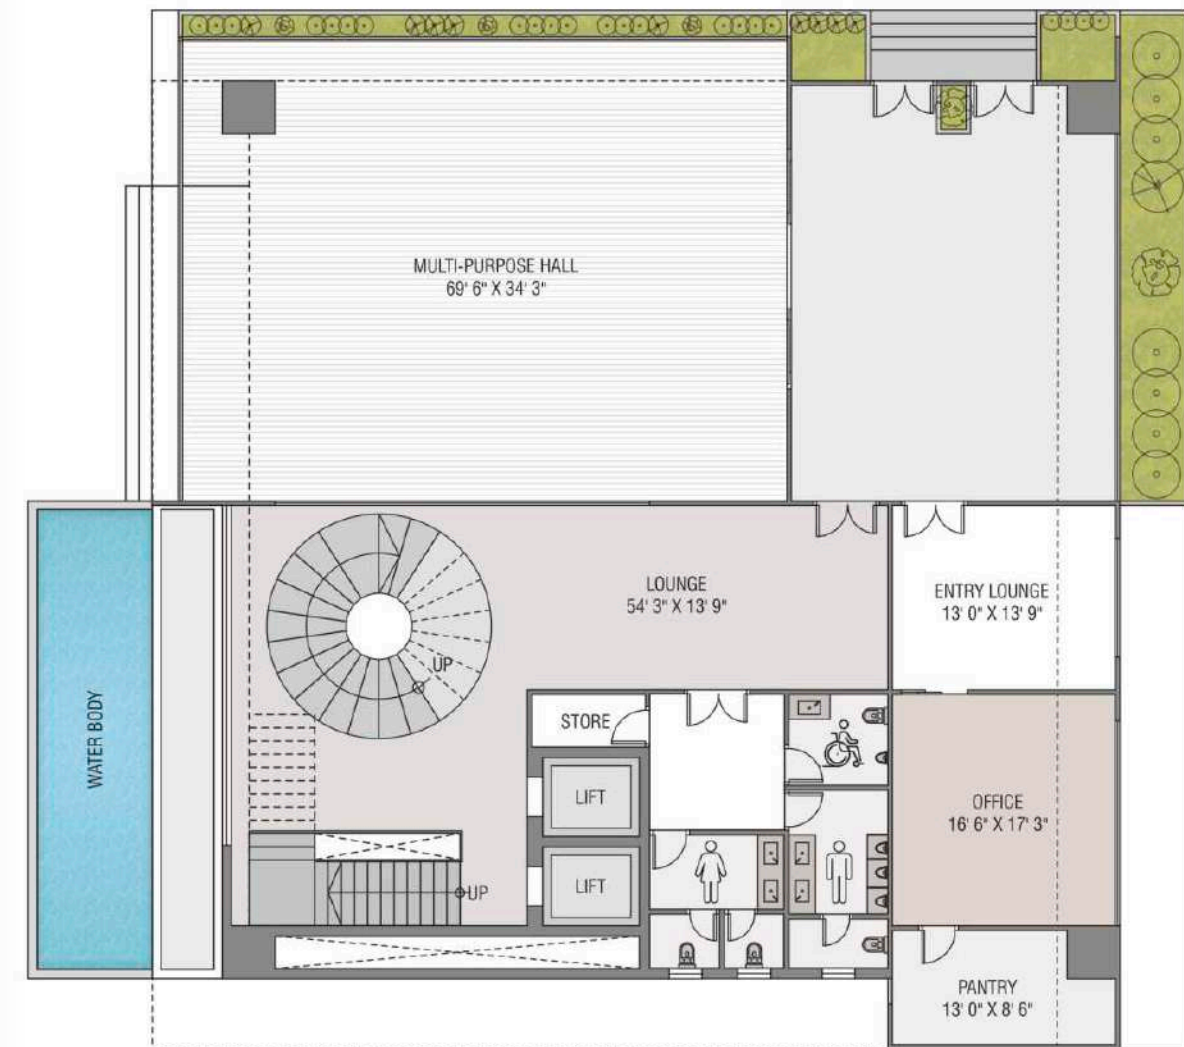 MULTI-PURPOSE HALL
69' 6" X 34' 3"
LOUNGE
54' 3" X 13' 9"
ENTRY LOUNGE
13' 0" X 13' 9"
UP
STORE
WATER BODY
LIFT
OFFICE
16' 6" X 17' 3"
LIFT
UP
PANTRY
13' 0" X 8' 6"